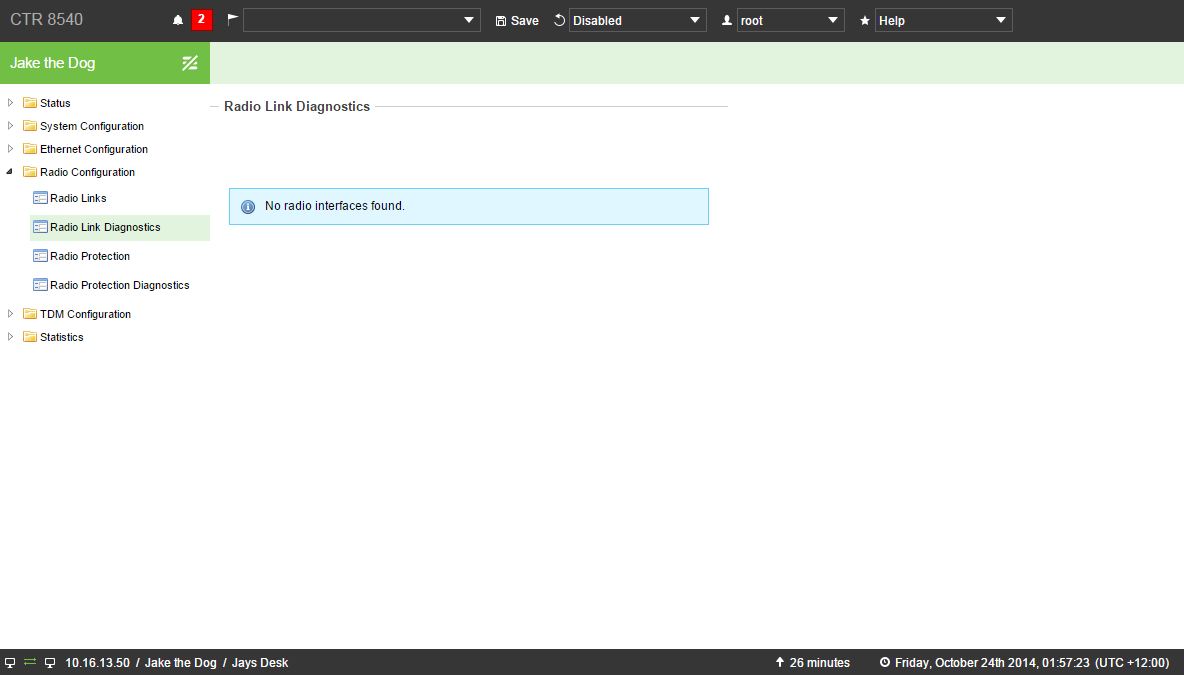 CTR 8540 2 Save Disabled root Help
Jake the Dog
Status
System Configuration
Ethernet Configuration
Radio Configuration
Radio Links
Radio Link Diagnostics
Radio Protection
Radio Protection Diagnostics
TDM Configuration
Statistics
Radio Link Diagnostics
No radio interfaces found.
10.16.13.50 / Jake the Dog / Jays Desk 26 minutes Friday, October 24th 2014, 01:57:23 (UTC +12:00)